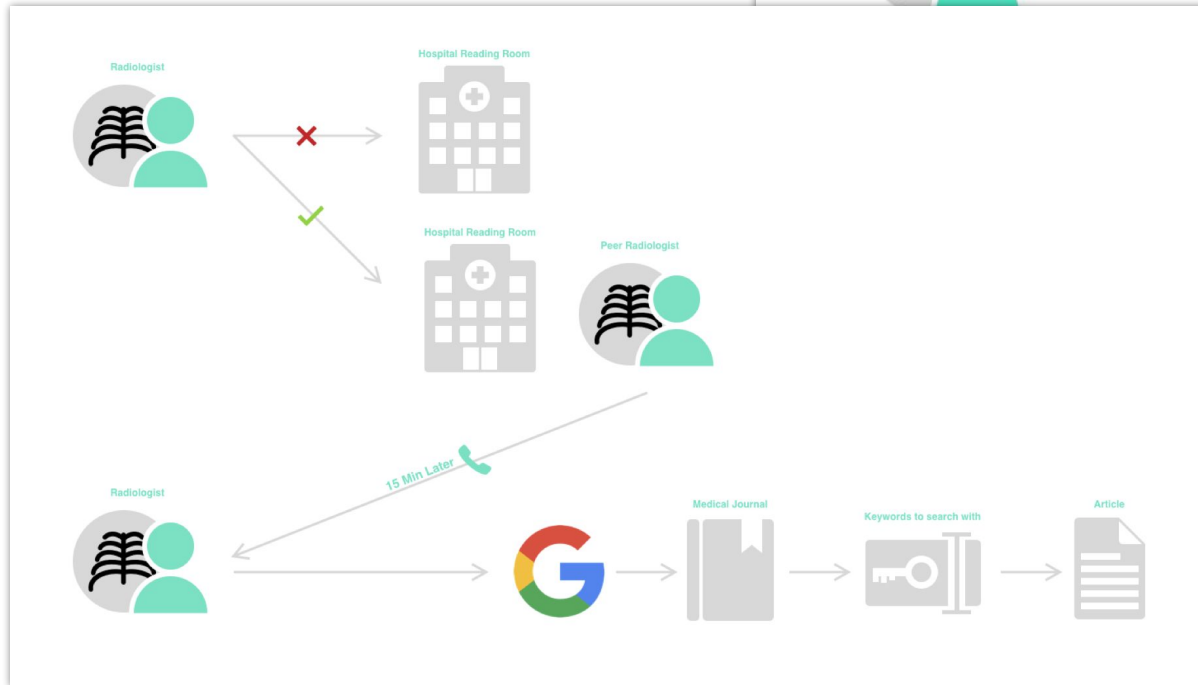 Radiologist
Hospital Reading Room
Hospital Reading Room
Peer Radiologist
15 Min Later
Radiologist
Medical Journal
Keywords to search with
Article